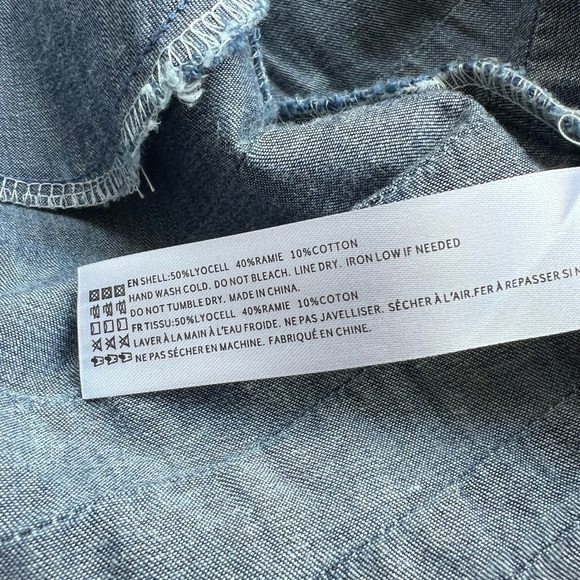 EN SHELL:50%LYOCELL 40%RAMIE 10%COTTON
HAND WASH COLD. DO NOT BLEACH. LINE DRY. IRON LOW IF NEEDED
DO NOT TUMBLE DRY. MADE IN CHINA.
FR TISSU:50%LYOCELL 40%RAMIE 10%COTON
LAVER À LA MAIN À L'EAU FROIDE. NE PAS JAVELLISER. SÉCHER À L'AIR.FER À REPASSER SI
NE PAS SÉCHER EN MACHINE. FABRIQUÉ EN CHINE.